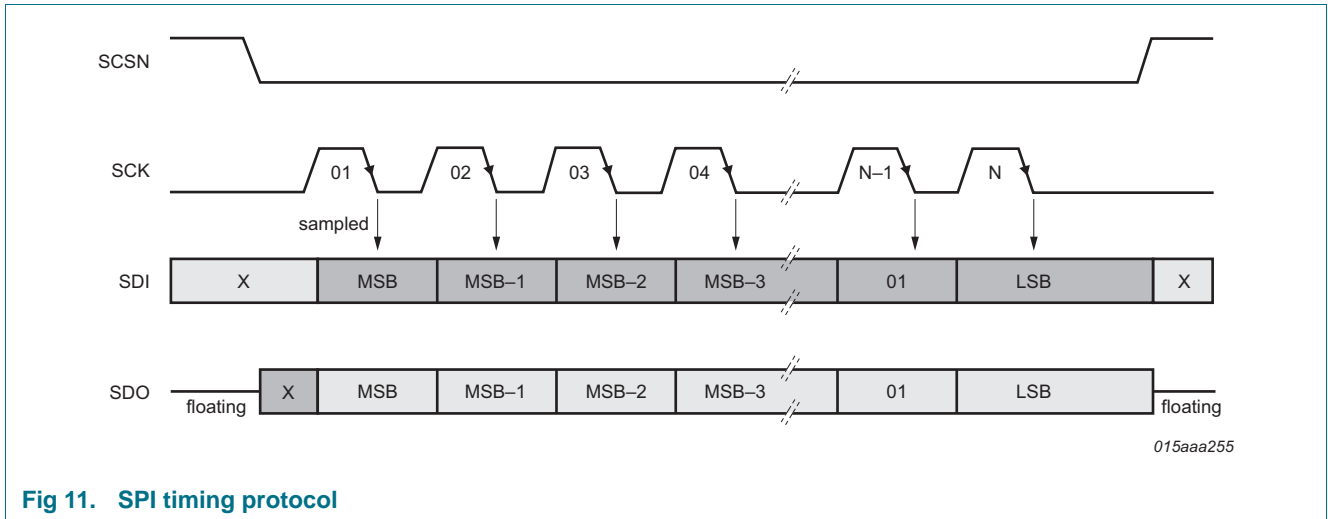 SCSN
SCK 01 02 03 04 N–1 N
sampled
SDI X MSB MSB–1 MSB–2 MSB–3 01 LSB X
SDO floating X MSB MSB–1 MSB–2 MSB–3 01 LSB floating
015aaa255
Fig 11. SPI timing protocol